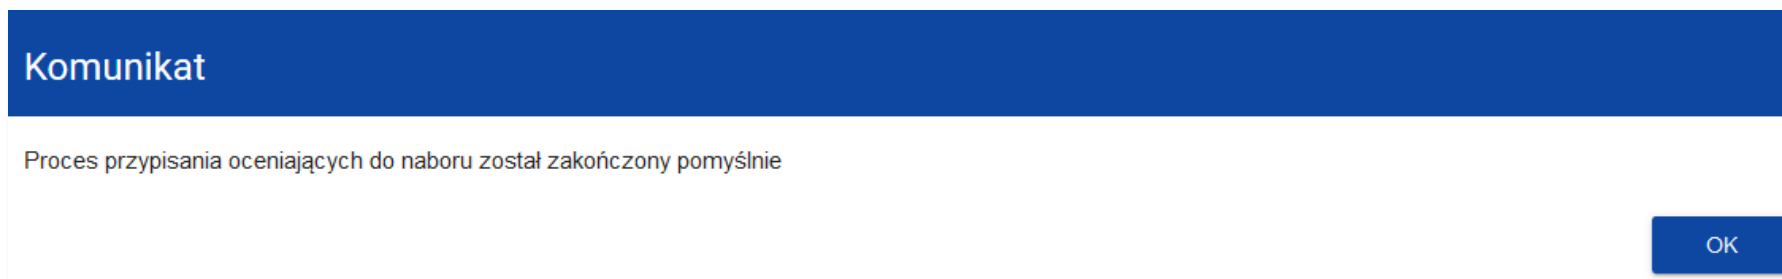 Komunikat
Proces przypisania oceniających do naboru został zakończony pomyślnie
OK